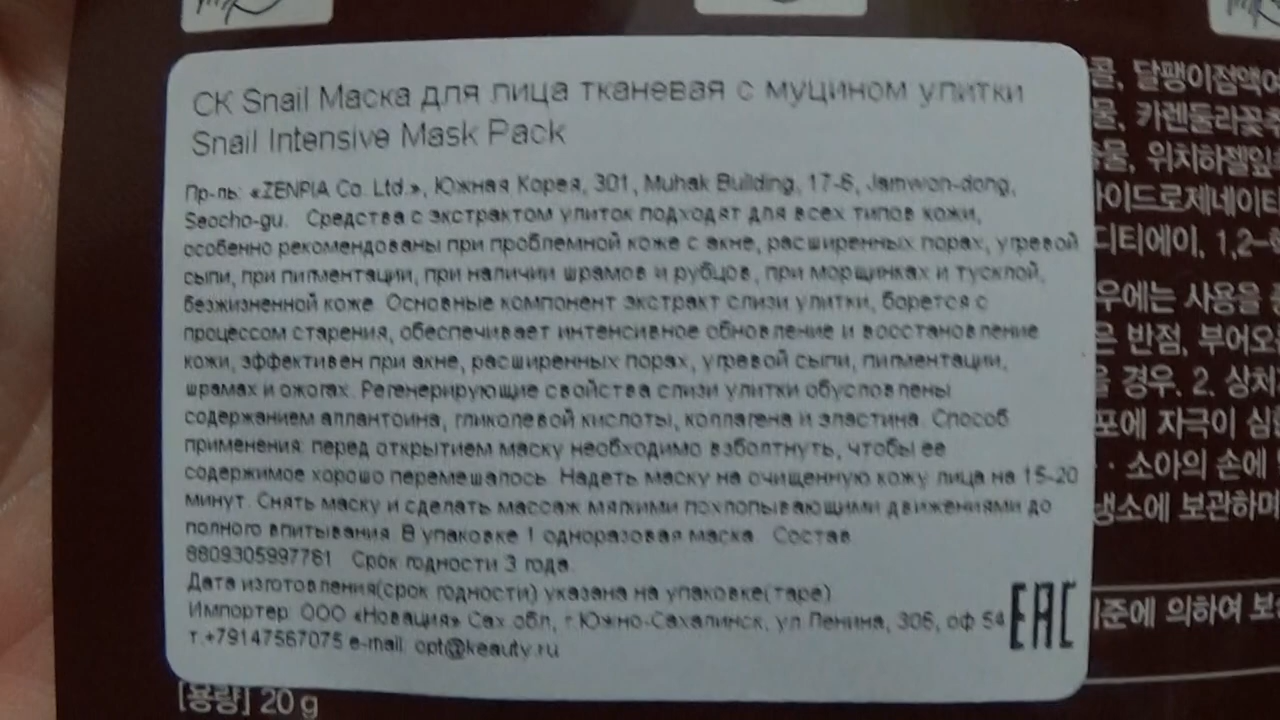 СК Snail Маска для лица тканевая с муцином улитки
Snail Intensive Mask Pack
Пр-ль: «ZENPIA Co. Ltd.», Южная Корея, 301, Muhak Building, 17-6, Jamwon-dong,
Seocho-gu. Средства с экстрактом улиток подходят для всех типов кожи,
особенно рекомендованы при проблемной коже с акне, расширенных порах, угревой
сыпи, при пигментации, при наличии шрамов и рубцов, при морщинках и тусклой,
безжизненной коже. Основные компонент экстракт слизи улитки, борется с
процессом старения, обеспечивает интенсивное обновление и восстановление
кожи, эффективен при акне, расширенных порах, угревой сыпи, пигментации,
шрамах и ожогах. Регенерирующие свойства слизи улитки обусловлены
содержанием аллантоина, гликолевой кислоты, коллагена и эластина. Способ
применения: перед открытием маску необходимо взболтнуть, чтобы ее
содержимое хорошо перемешалось. Надеть маску на очищенную кожу лица на 15-20
минут. Снять маску и сделать массаж мягкими похлопывающими движениями до
полного впитывания. В упаковке 1 одноразовая маска. Состав
8809305997761 Срок годности 3 года.
Дата изготовления(срок годности) указана на упаковке(таре)
Импортер: ООО «Новация» Сах.обл, г.Южно-Сахалинск, ул Ленина, 306, оф 54
т.+79147567075 e-mail: opt@keauty.ru
EAC
콜, 달팽이점액여
물, 카렌둘라꽃추
출물, 위치하젤잎
하이드로제네이티
디티에이, 1,2-
우에는 사용을 중
은 반점, 부어오
을 경우. 2. 상처
포에 자극이 심
· 소아의 손에
냉소에 보관하며
기준에 의하여 보
[용량] 20 g